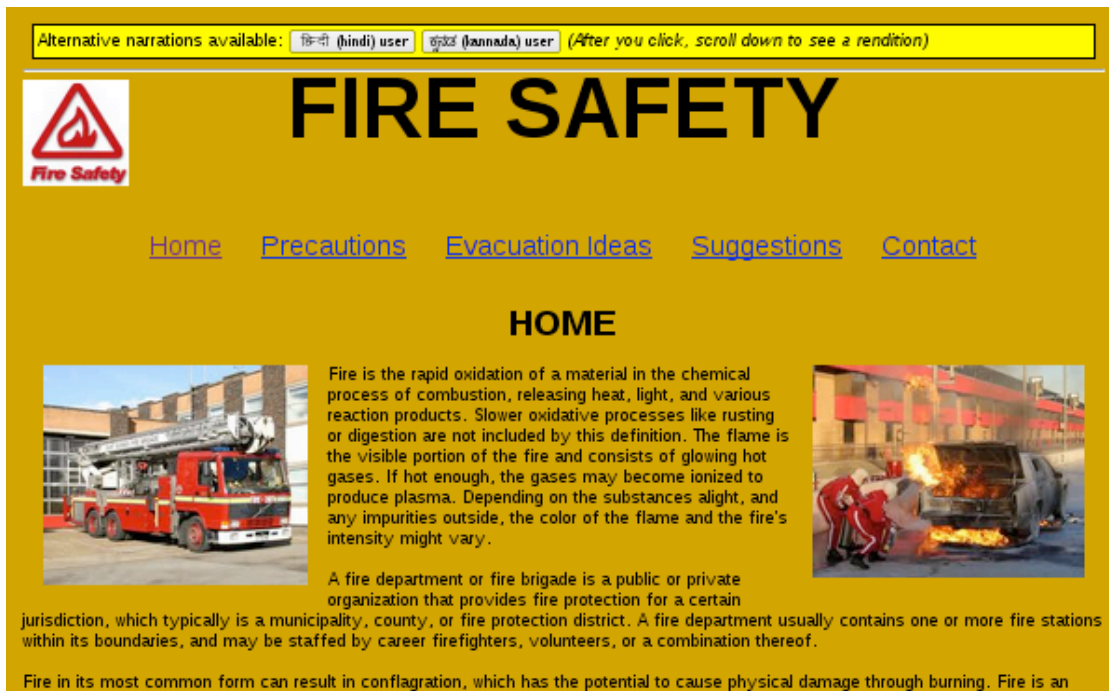 Alternative narrations available: हिन्दी (hindi) user ಕನ್ನಡ (kannada) user (After you click, scroll down to see a rendition)
FIRE SAFETY
Fire Safety
Home Precautions Evacuation Ideas Suggestions Contact
HOME
Fire is the rapid oxidation of a material in the chemical
process of combustion, releasing heat, light, and various
reaction products. Slower oxidative processes like rusting
or digestion are not included by this definition. The flame is
the visible portion of the fire and consists of glowing hot
gases. If hot enough, the gases may become ionized to
produce plasma. Depending on the substances alight, and
any impurities outside, the color of the flame and the fire's
intensity might vary.
A fire department or fire brigade is a public or private
organization that provides fire protection for a certain
jurisdiction, which typically is a municipality, county, or fire protection district. A fire department usually contains one or more fire stations
within its boundaries, and may be staffed by career firefighters, volunteers, or a combination thereof.
Fire in its most common form can result in conflagration, which has the potential to cause physical damage through burning. Fire is an